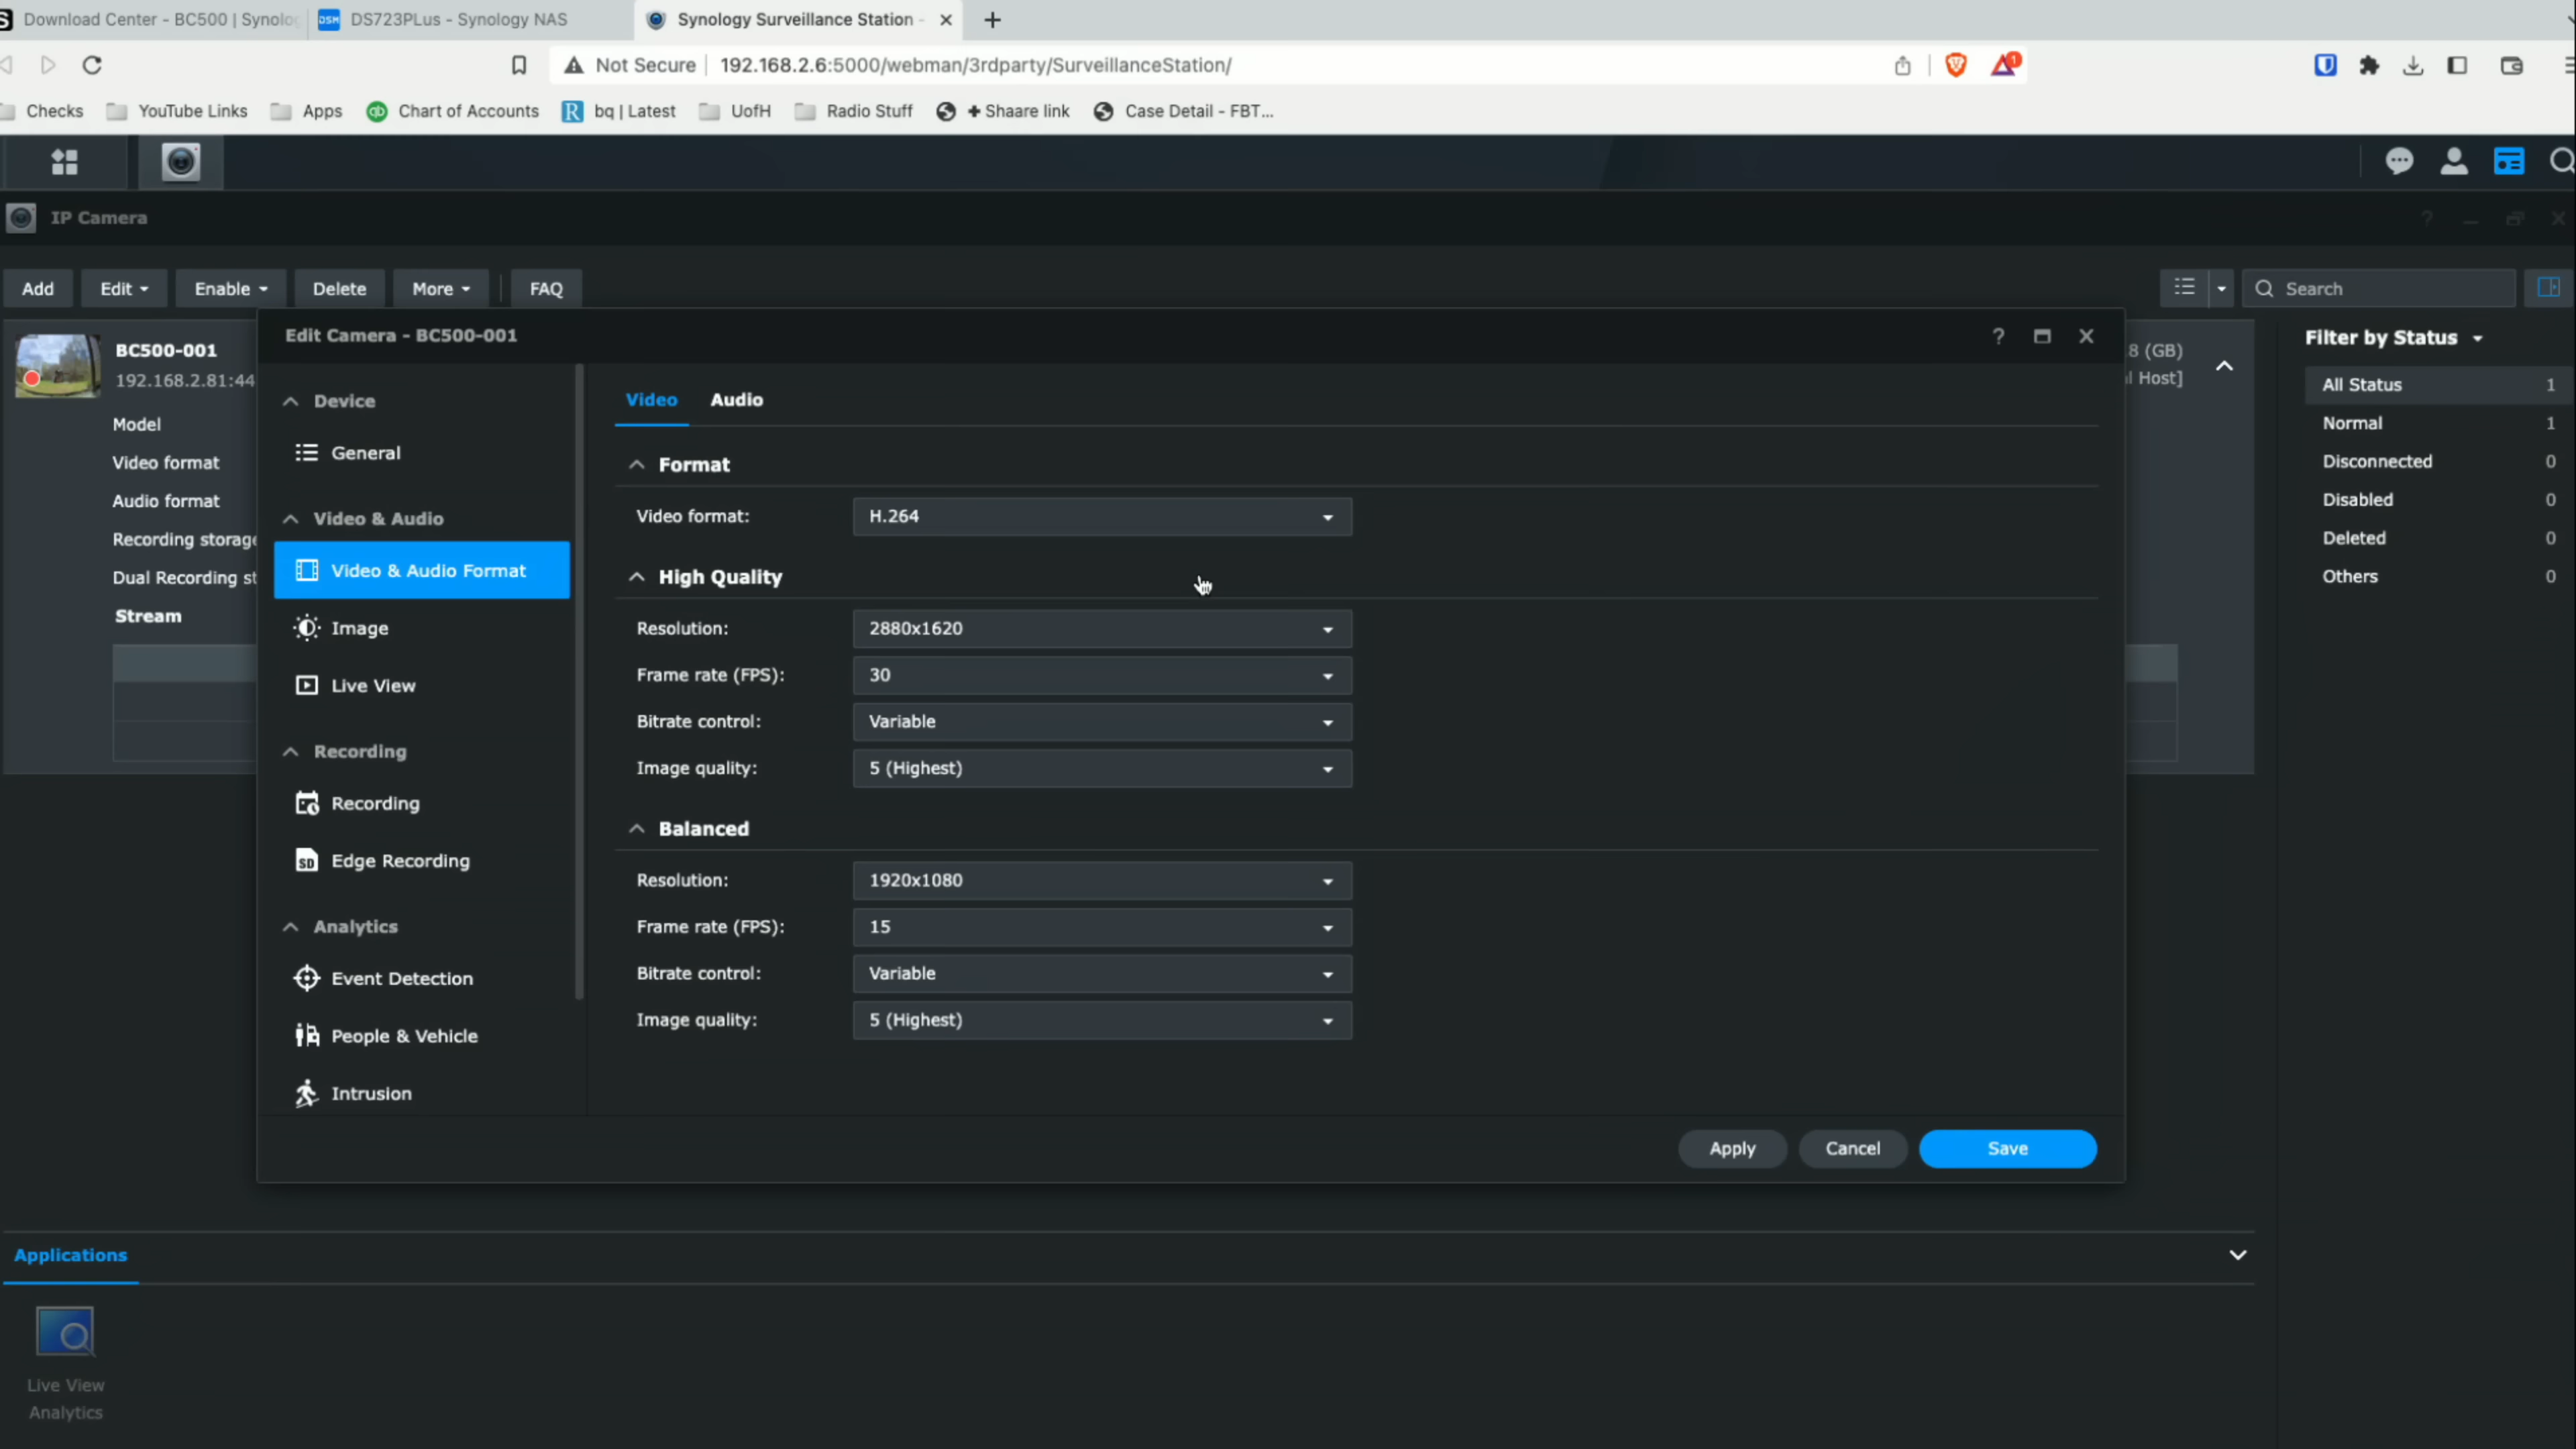 Download Center - BC500 | Synolo
DSM DS723PLus - Synology NAS
Synology Surveillance Station -
Not Secure 192.168.2.6:5000/webman/3rdparty/SurveillanceStation/
1
Checks YouTube Links Apps qb Chart of Accounts R bq | Latest UofH Radio Stuff + Shaare link Case Detail - FBT...
IP Camera
Add Edit Enable Delete More FAQ Search
Edit Camera - BC500-001
BC500-001
192.168.2.81:44
Model
Video format
Audio format
Recording storage
Dual Recording st
Stream
Device
General
Video & Audio
Video & Audio Format
Image
Live View
Recording
Recording
SD Edge Recording
Analytics
Event Detection
People & Vehicle
Intrusion
Video Audio
Format
Video format: H.264
High Quality
Resolution: 2880x1620
Frame rate (FPS): 30
Bitrate control: Variable
Image quality: 5 (Highest)
Balanced
Resolution: 1920x1080
Frame rate (FPS): 15
Bitrate control: Variable
Image quality: 5 (Highest)
Apply Cancel Save
8 (GB)
l Host]
Filter by Status
All Status 1
Normal 1
Disconnected 0
Disabled 0
Deleted 0
Others 0
Applications
Live View
Analytics